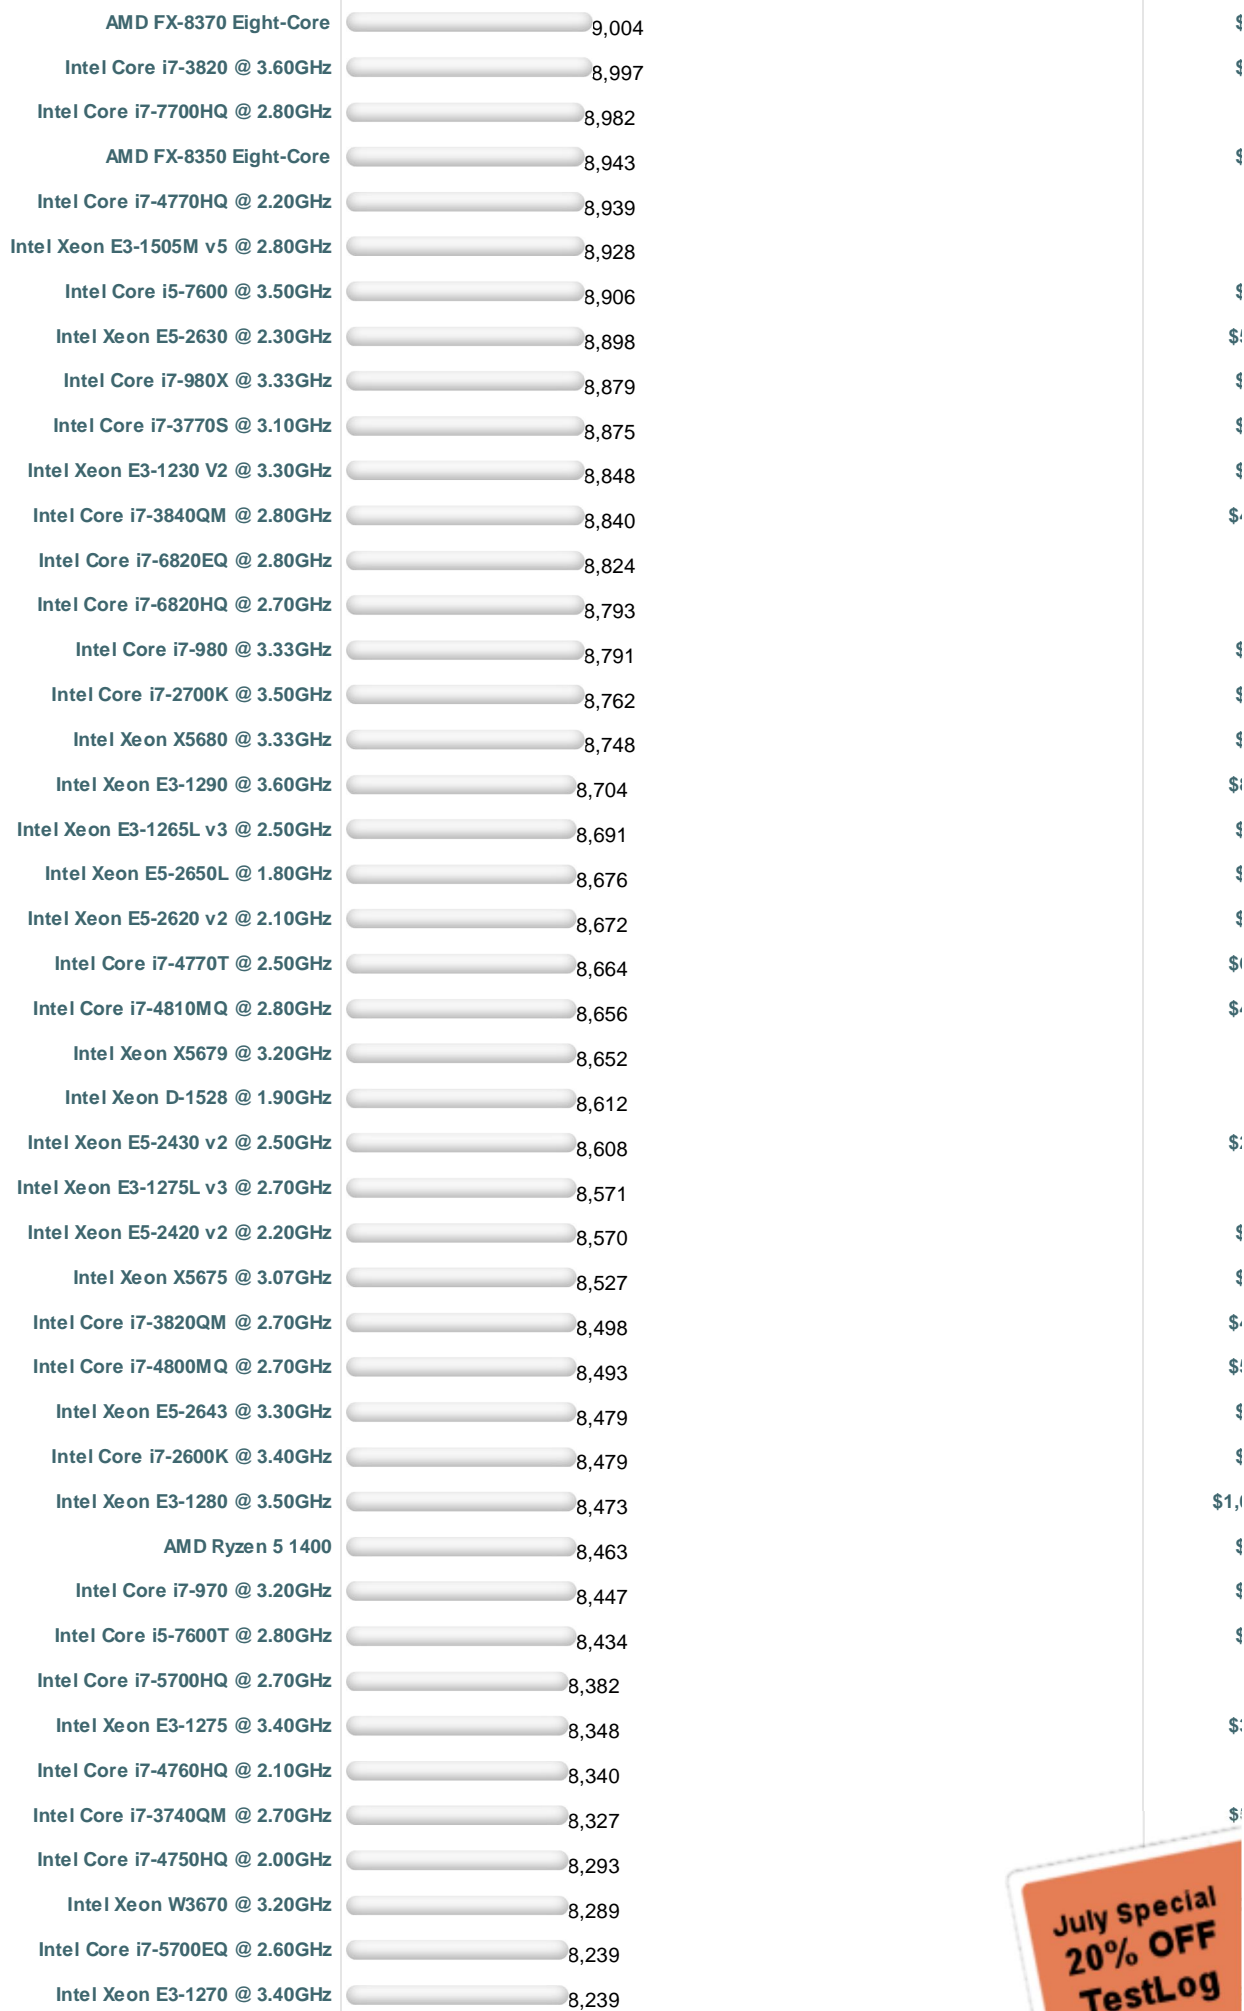 AMD FX-8370 Eight-Core 9,004 $
Intel Core i7-3820 @ 3.60GHz 8,997 $
Intel Core i7-7700HQ @ 2.80GHz 8,982
AMD FX-8350 Eight-Core 8,943 $
Intel Core i7-4770HQ @ 2.20GHz 8,939
Intel Xeon E3-1505M v5 @ 2.80GHz 8,928
Intel Core i5-7600 @ 3.50GHz 8,906 $
Intel Xeon E5-2630 @ 2.30GHz 8,898 $5
Intel Core i7-980X @ 3.33GHz 8,879 $
Intel Core i7-3770S @ 3.10GHz 8,875 $
Intel Xeon E3-1230 V2 @ 3.30GHz 8,848 $
Intel Core i7-3840QM @ 2.80GHz 8,840 $4
Intel Core i7-6820EQ @ 2.80GHz 8,824
Intel Core i7-6820HQ @ 2.70GHz 8,793
Intel Core i7-980 @ 3.33GHz 8,791 $
Intel Core i7-2700K @ 3.50GHz 8,762 $
Intel Xeon X5680 @ 3.33GHz 8,748 $
Intel Xeon E3-1290 @ 3.60GHz 8,704 $8
Intel Xeon E3-1265L v3 @ 2.50GHz 8,691 $
Intel Xeon E5-2650L @ 1.80GHz 8,676 $
Intel Xeon E5-2620 v2 @ 2.10GHz 8,672 $
Intel Core i7-4770T @ 2.50GHz 8,664 $6
Intel Core i7-4810MQ @ 2.80GHz 8,656 $4
Intel Xeon X5679 @ 3.20GHz 8,652
Intel Xeon D-1528 @ 1.90GHz 8,612
Intel Xeon E5-2430 v2 @ 2.50GHz 8,608 $2
Intel Xeon E3-1275L v3 @ 2.70GHz 8,571
Intel Xeon E5-2420 v2 @ 2.20GHz 8,570 $
Intel Xeon X5675 @ 3.07GHz 8,527 $
Intel Core i7-3820QM @ 2.70GHz 8,498 $4
Intel Core i7-4800MQ @ 2.70GHz 8,493 $5
Intel Xeon E5-2643 @ 3.30GHz 8,479 $
Intel Core i7-2600K @ 3.40GHz 8,479 $
Intel Xeon E3-1280 @ 3.50GHz 8,473 $1,
AMD Ryzen 5 1400 8,463 $
Intel Core i7-970 @ 3.20GHz 8,447 $
Intel Core i5-7600T @ 2.80GHz 8,434 $
Intel Core i7-5700HQ @ 2.70GHz 8,382
Intel Xeon E3-1275 @ 3.40GHz 8,348 $3
Intel Core i7-4760HQ @ 2.10GHz 8,340
Intel Core i7-3740QM @ 2.70GHz 8,327 $
Intel Core i7-4750HQ @ 2.00GHz 8,293
Intel Xeon W3670 @ 3.20GHz 8,289
Intel Core i7-5700EQ @ 2.60GHz 8,239
Intel Xeon E3-1270 @ 3.40GHz 8,239
July Special
20% OFF
TestLog